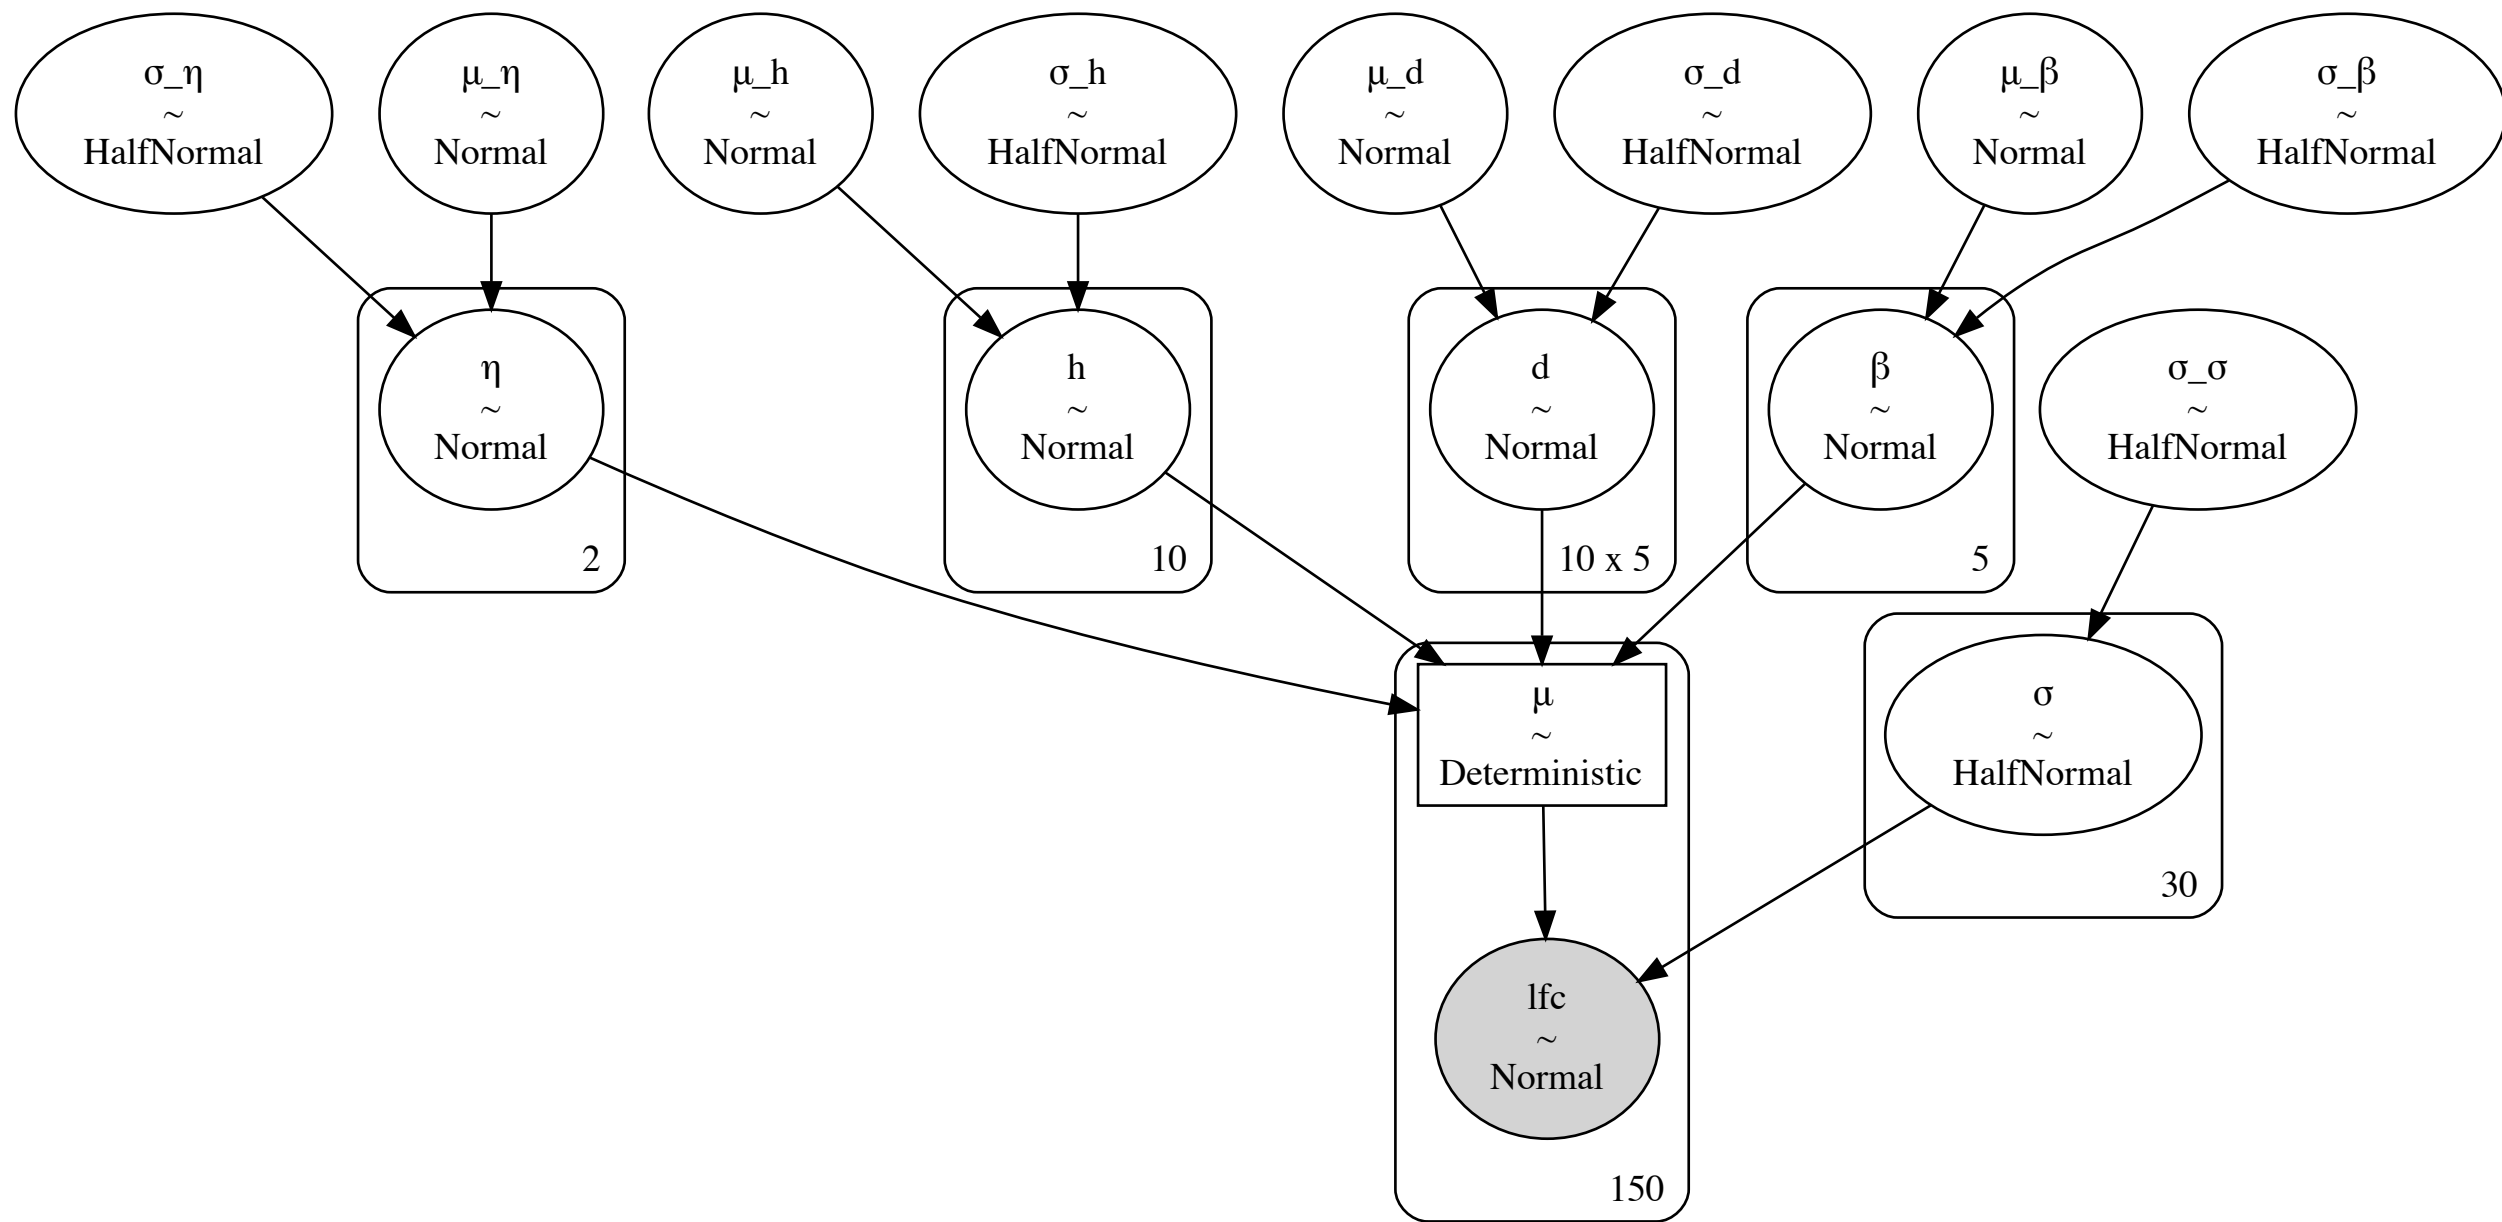 σ_η
~
HalfNormal
μ_η
~
Normal
μ_h
~
Normal
σ_h
~
HalfNormal
μ_d
~
Normal
σ_d
~
HalfNormal
μ_β
~
Normal
σ_β
~
HalfNormal
η
~
Normal
2
h
~
Normal
10
d
~
Normal
10 x 5
β
~
Normal
5
σ_σ
~
HalfNormal
μ
~
Deterministic
σ
~
HalfNormal
30
lfc
~
Normal
150